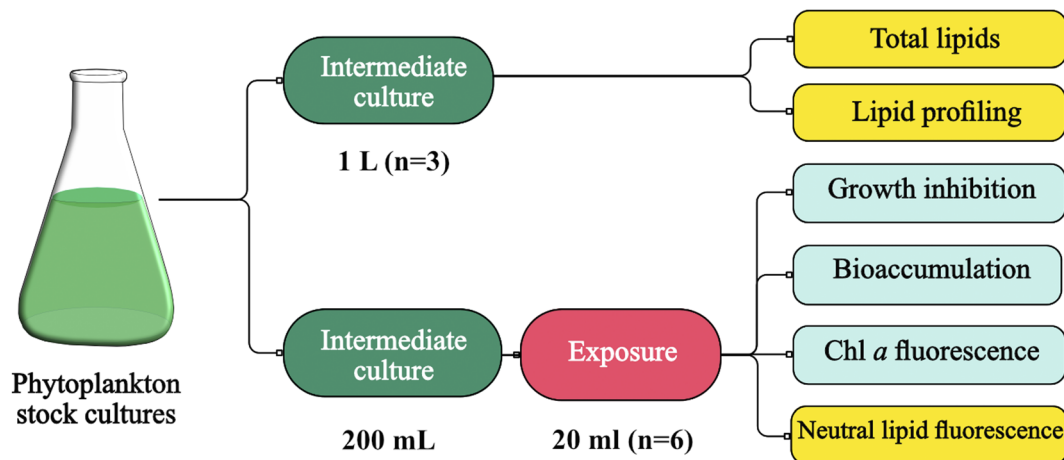 Phytoplankton
stock cultures
Intermediate
culture
1 L (n=3)
Total lipids
Lipid profiling
Intermediate
culture
200 mL
Exposure
20 ml (n=6)
Growth inhibition
Bioaccumulation
Chl a fluorescence
Neutral lipid fluorescence